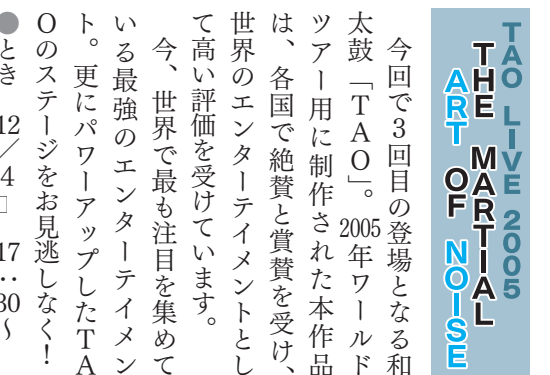 TAO LIVE 2005
THE MARTIAL
ART OF NOISE
今回で3回目の登場となる和
太鼓「TAO」。2005年ワールド
ツアー用に制作された本作品
は、各国で絶賛と賞賛を受け、
世界のエンターテイメントとし
て高い評価を受けています。
今、世界で最も注目を集めて
いる最強のエンターテイメン
ト。更にパワーアップしたTA
Oのステージをお見逃しなく!
●とき 12/4□ 17:30~